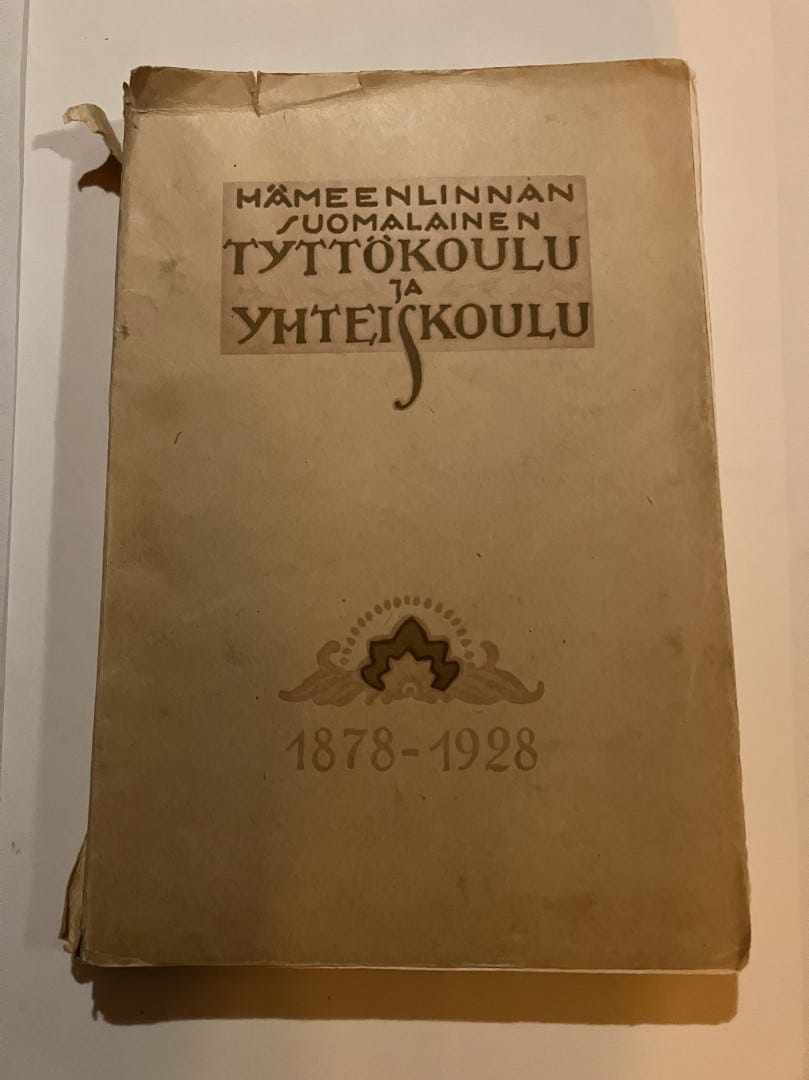 HÄMEENLINNAN
SUOMALAINEN
TYTTÖKOULU
JA
YHTEISKOULU
1878-1928